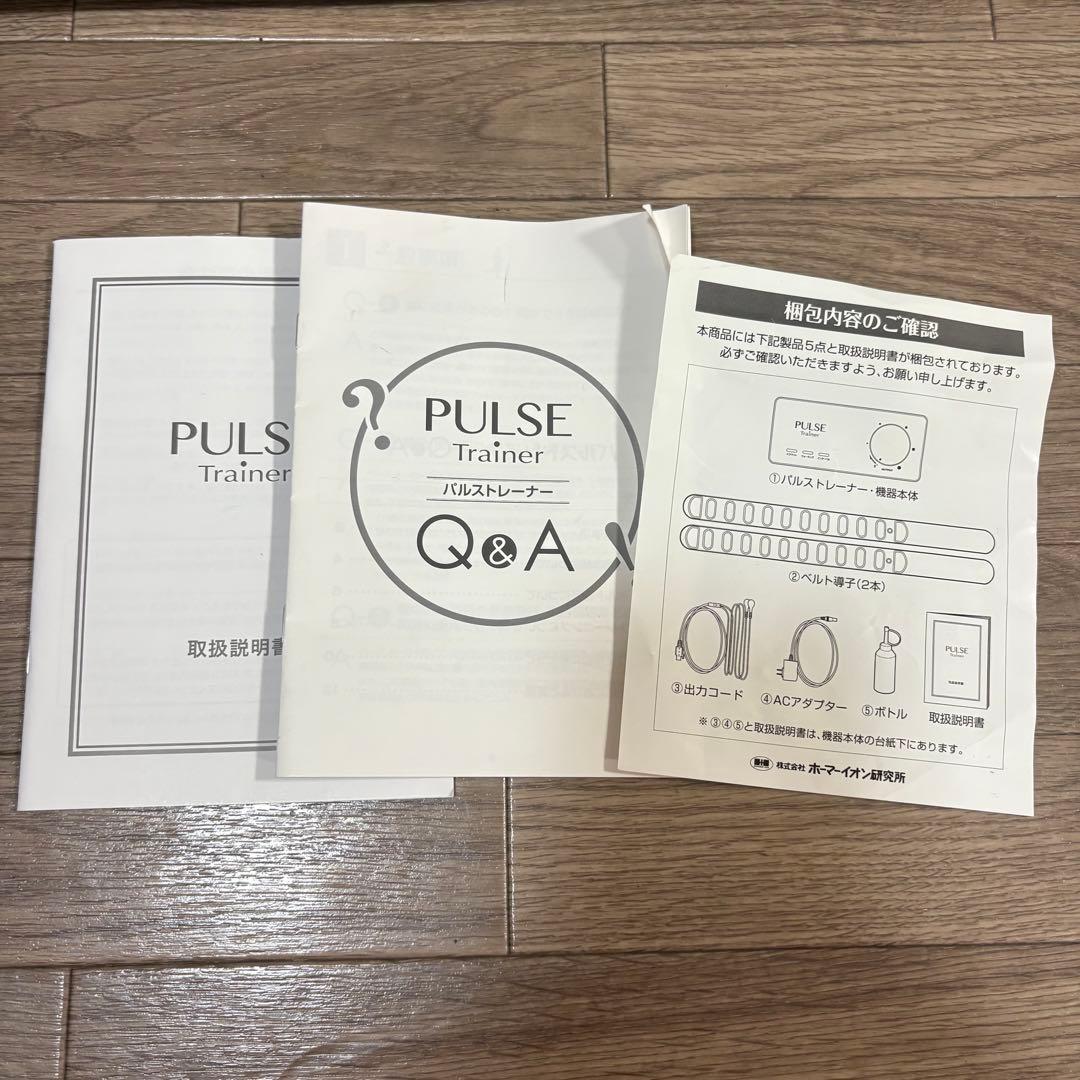 PULS
Trainer
取扱説明書
?
PULSE
Trainer
パルストレーナー
Q&A
梱包内容のご確認
本商品には下記製品5点と取扱説明書が梱包されております。
必ずご確認いただきますよう、お願い申し上げます。
PULSE
Trainer
①パルストレーナー・機器本体
②ベルト導子(2本)
③出力コード
④ACアダプター
⑤ボトル
PULSE
Trainer
取扱説明書
取扱説明書
※③④⑤と取扱説明書は、機器本体の台紙下にあります。
株式会社 ホーマーイオン研究所